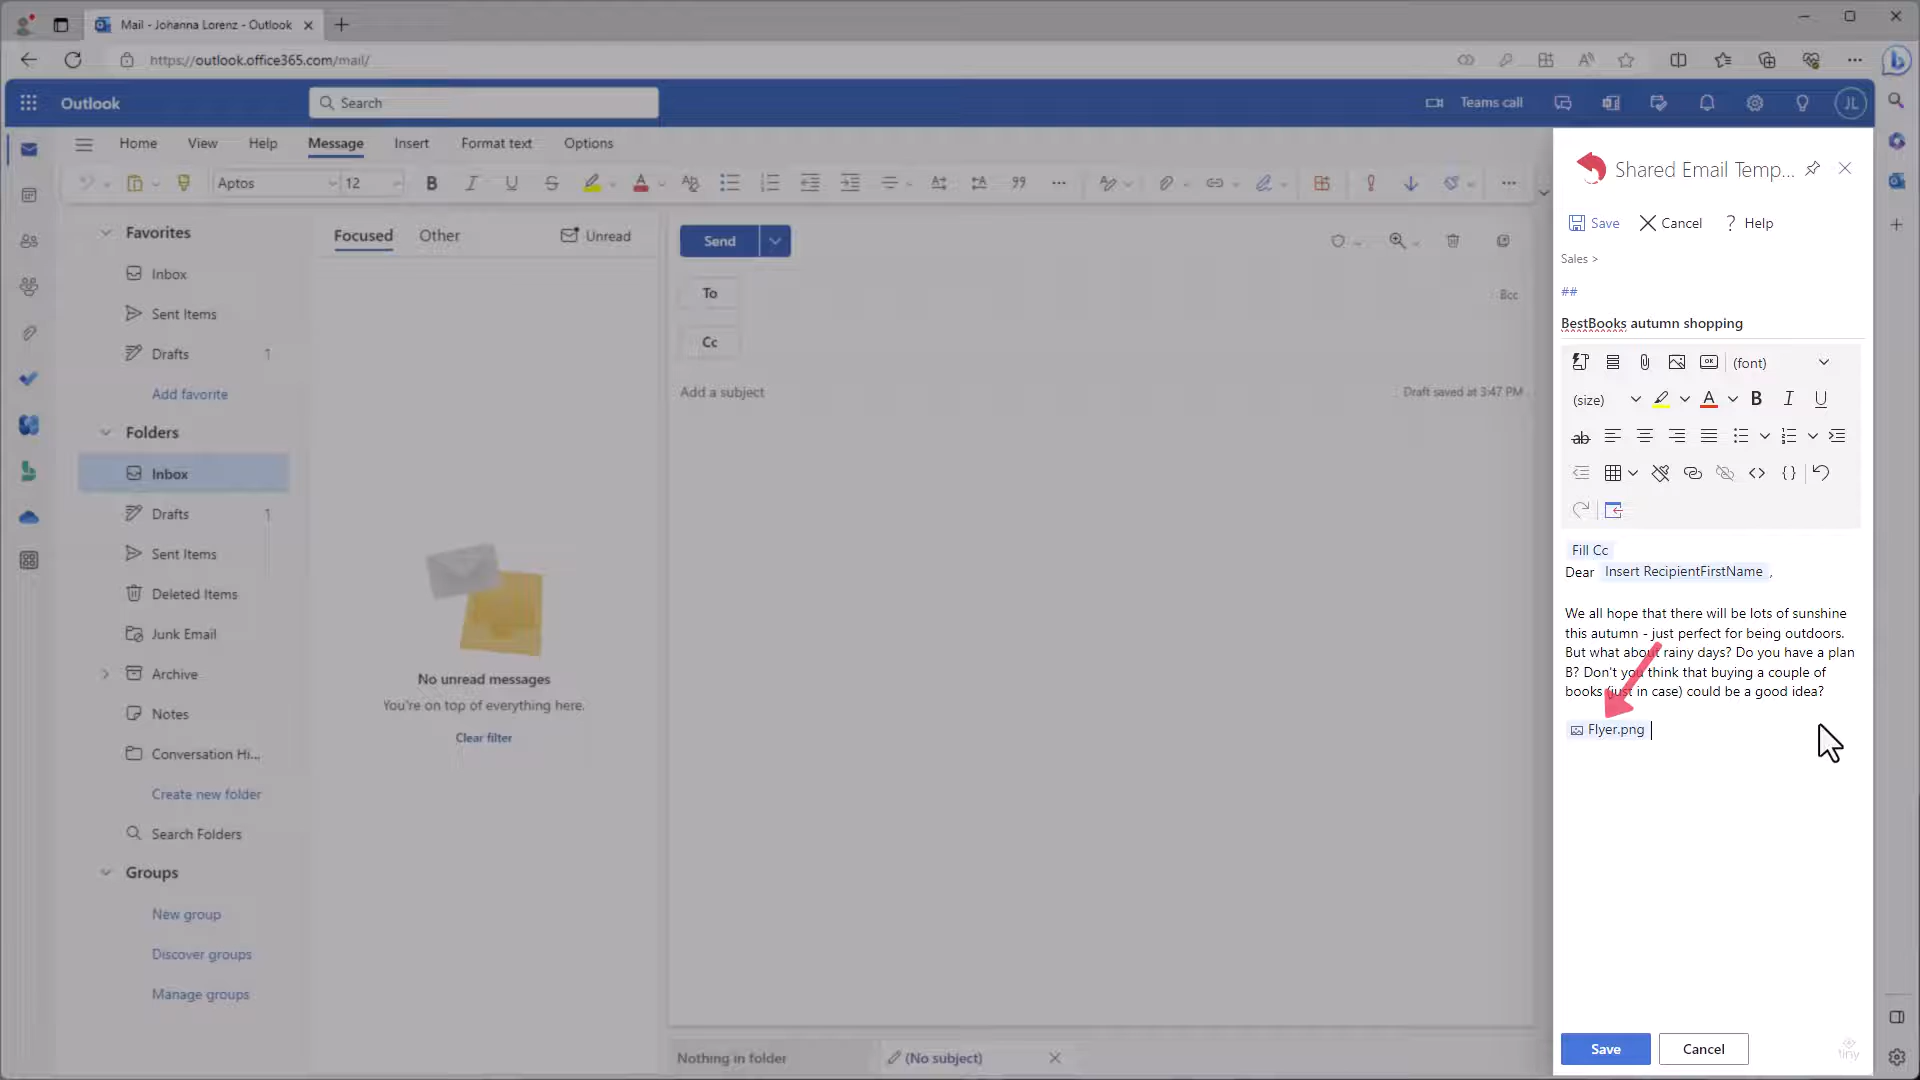 Mail - Johanna Lorenz - Outlook
https://outlook.office365.com/mail/
Outlook
Search
Teams call
JL
Home View Help Message Insert Format text Options
Aptos 12
Favorites
Inbox
Sent Items
Drafts 1
Add favorite
Folders
Inbox
Drafts 1
Sent Items
Deleted Items
Junk Email
Archive
Notes
Conversation Hi...
Create new folder
Search Folders
Groups
New group
Discover groups
Manage groups
Focused Other Unread
No unread messages
You're on top of everything here.
Clear filter
Send
To
Bcc
Cc
Add a subject
Draft saved at 3:47 PM
Nothing in folder
(No subject)
Shared Email Temp...
Save Cancel ? Help
Sales >
##
BestBooks autumn shopping
(font)
(size)
Fill Cc
Dear Insert RecipientFirstName ,
We all hope that there will be lots of sunshine
this autumn - just perfect for being outdoors.
But what about rainy days? Do you have a plan
B? Don't you think that buying a couple of
books (just in case) could be a good idea?
Flyer.png
Save Cancel
tiny